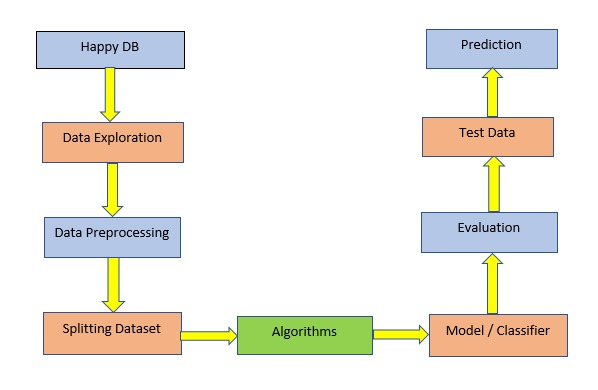 Happy DB
Data Exploration
Data Preprocessing
Splitting Dataset
Algorithms
Model / Classifier
Evaluation
Test Data
Prediction